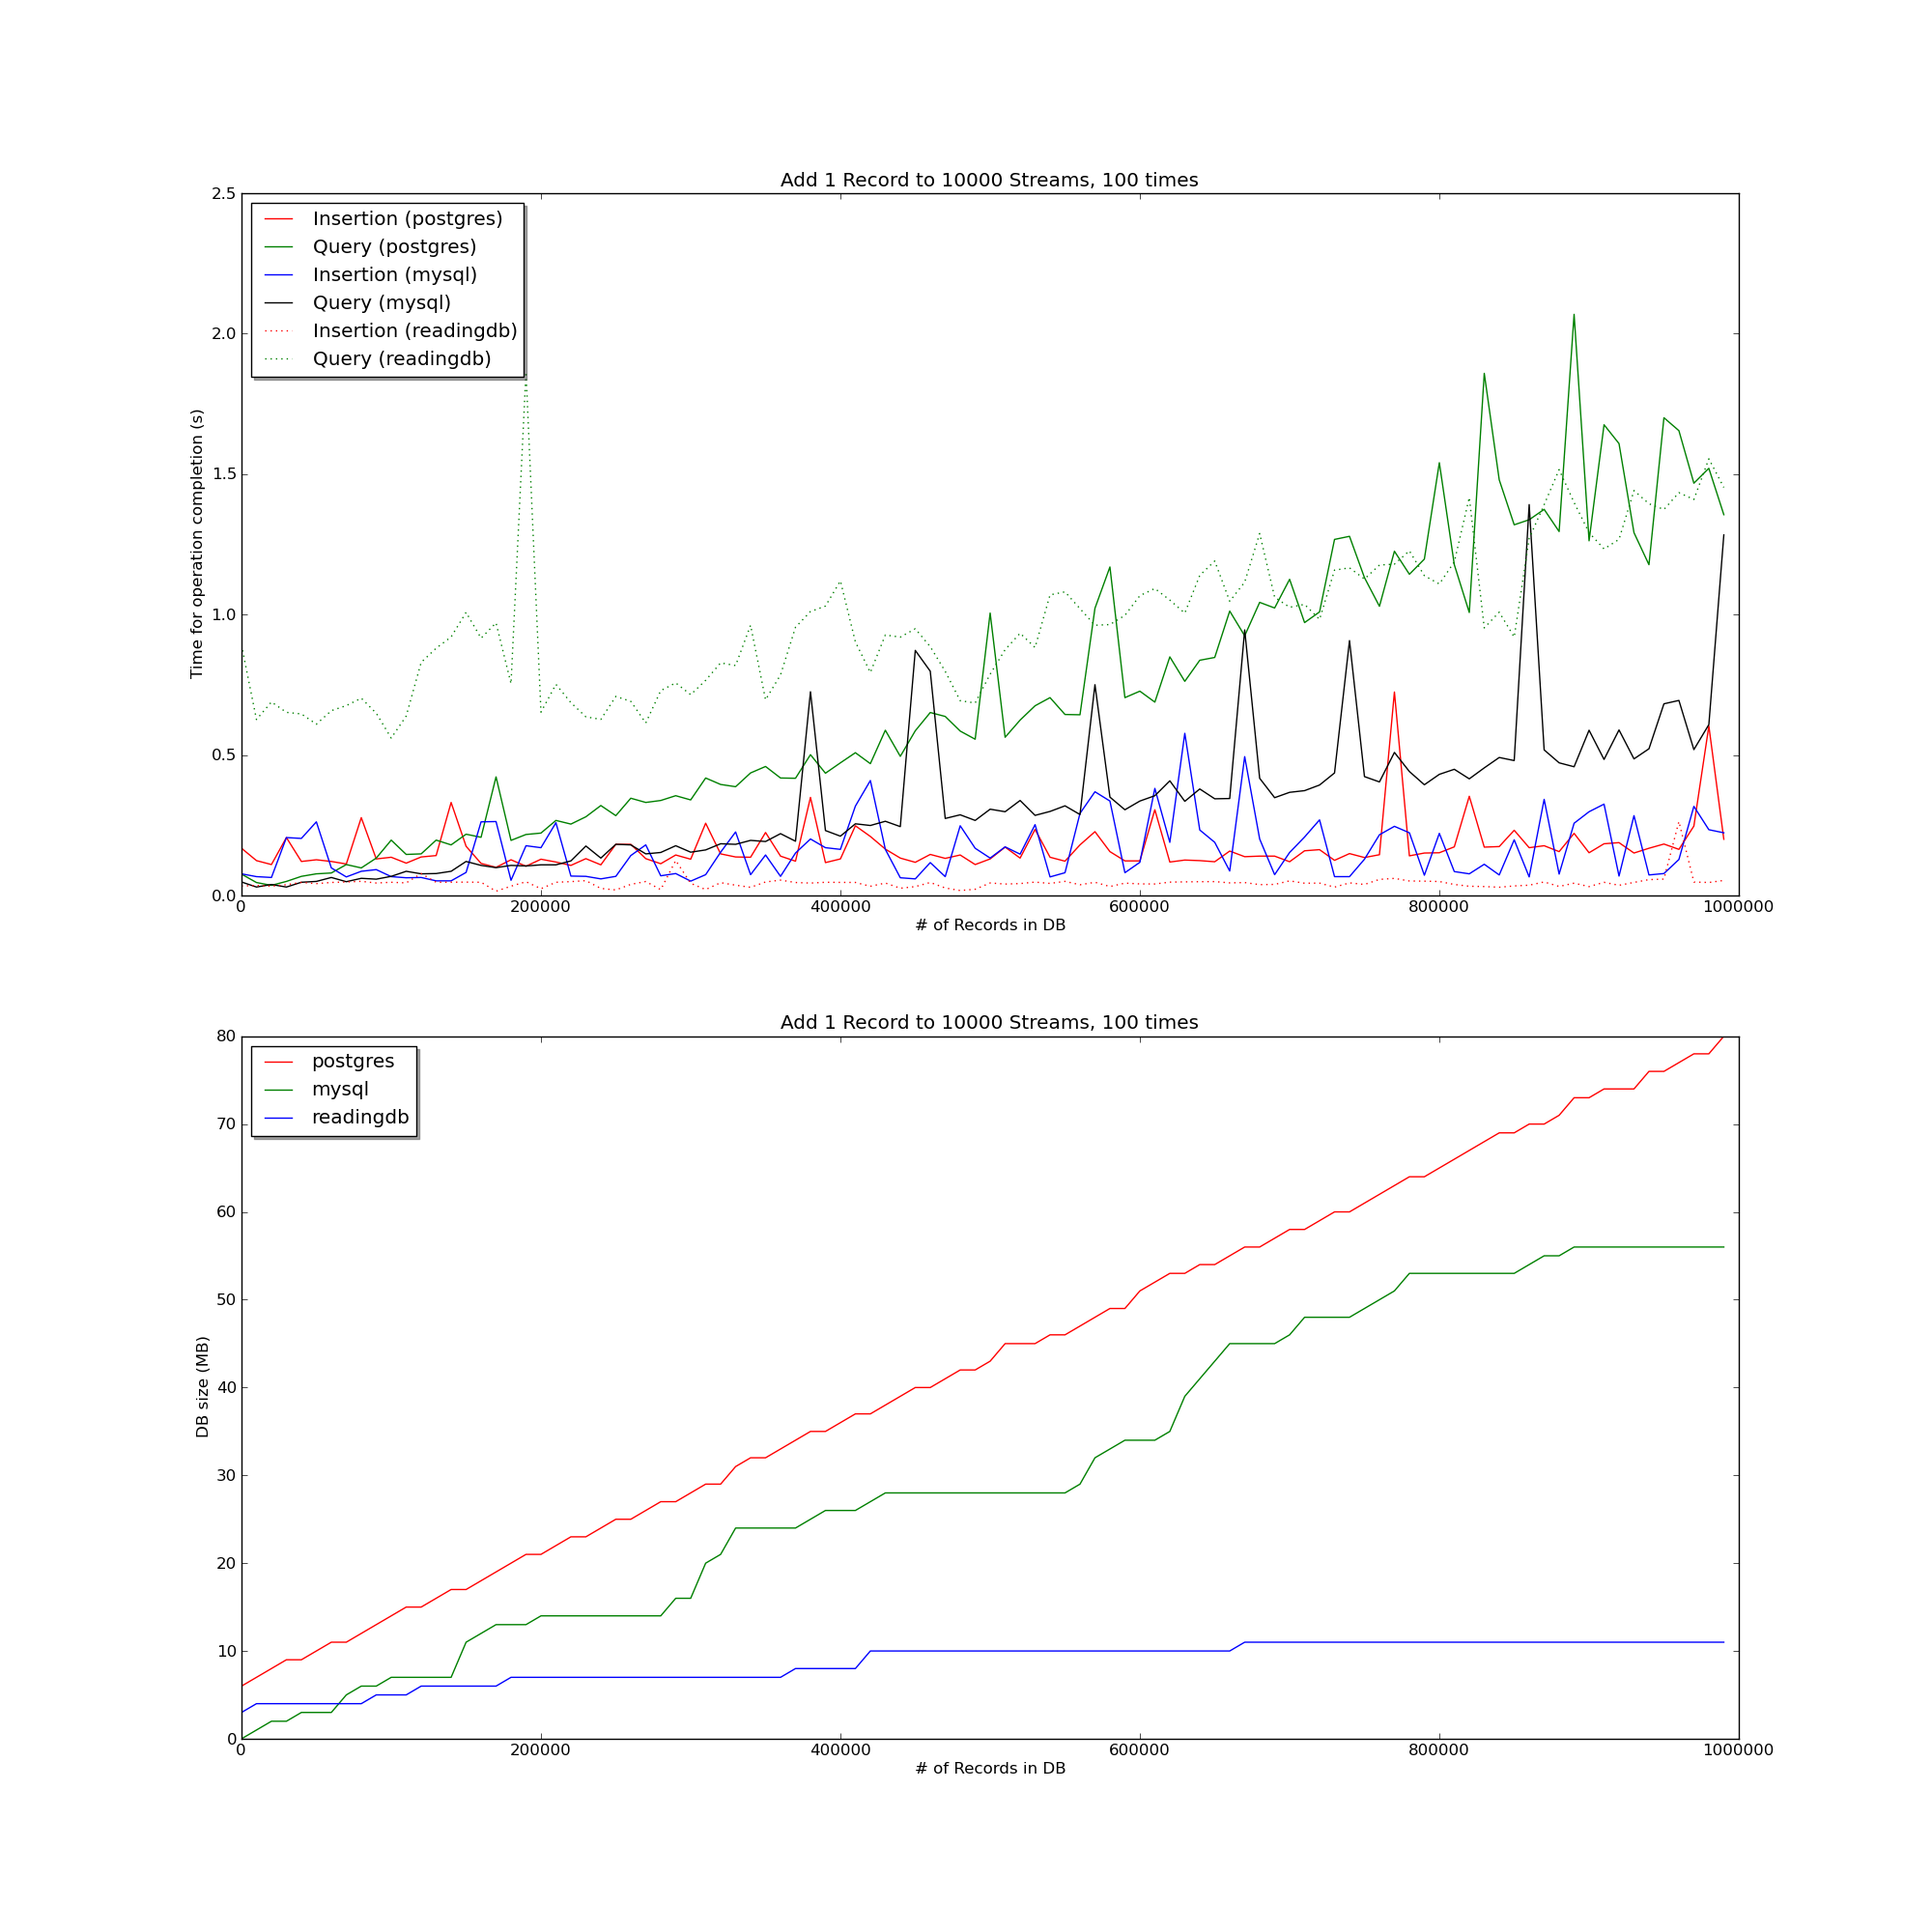 Add 1 Record to 10000 Streams, 100 times
2.5
2.0
1.5
1.0
0.5
0.0
Time for operation completion (s)
Insertion (postgres)
Query (postgres)
Insertion (mysql)
Query (mysql)
Insertion (readingdb)
Query (readingdb)
0 200000 400000 600000 800000 1000000
# of Records in DB
Add 1 Record to 10000 Streams, 100 times
80
70
60
50
40
30
20
10
0
DB size (MB)
postgres
mysql
readingdb
0 200000 400000 600000 800000 1000000
# of Records in DB